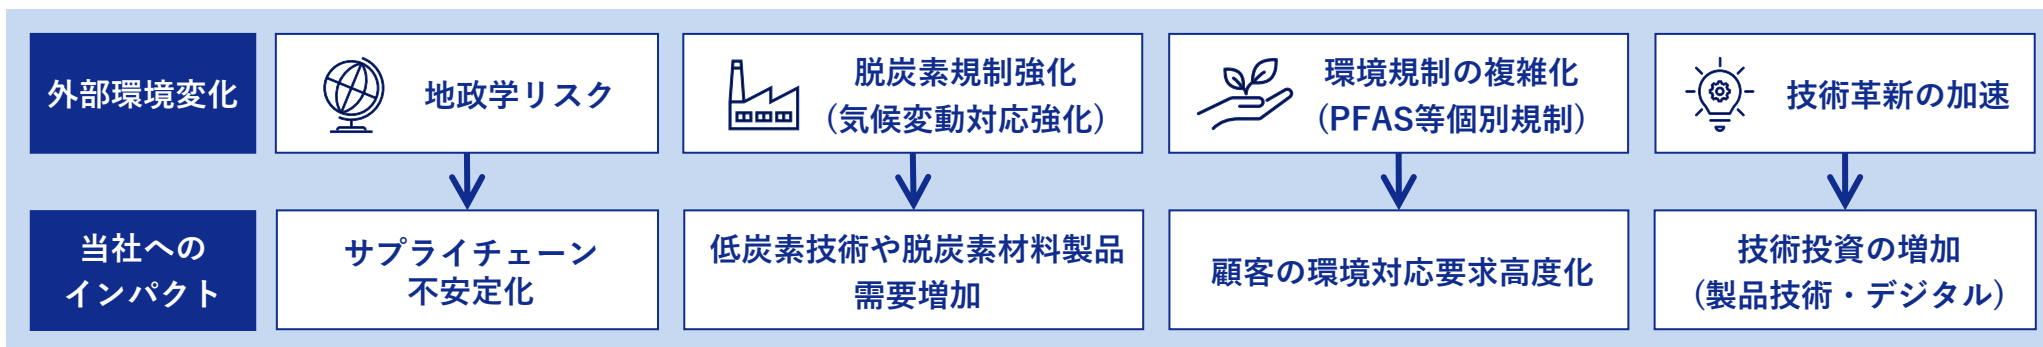 外部環境変化
地政学リスク
脱炭素規制強化
(気候変動対応強化)
環境規制の複雑化
(PFAS等個別規制)
技術革新の加速
当社への
インパクト
サプライチェーン
不安定化
低炭素技術や脱炭素材料製品
需要増加
顧客の環境対応要求高度化
技術投資の増加
(製品技術・デジタル)